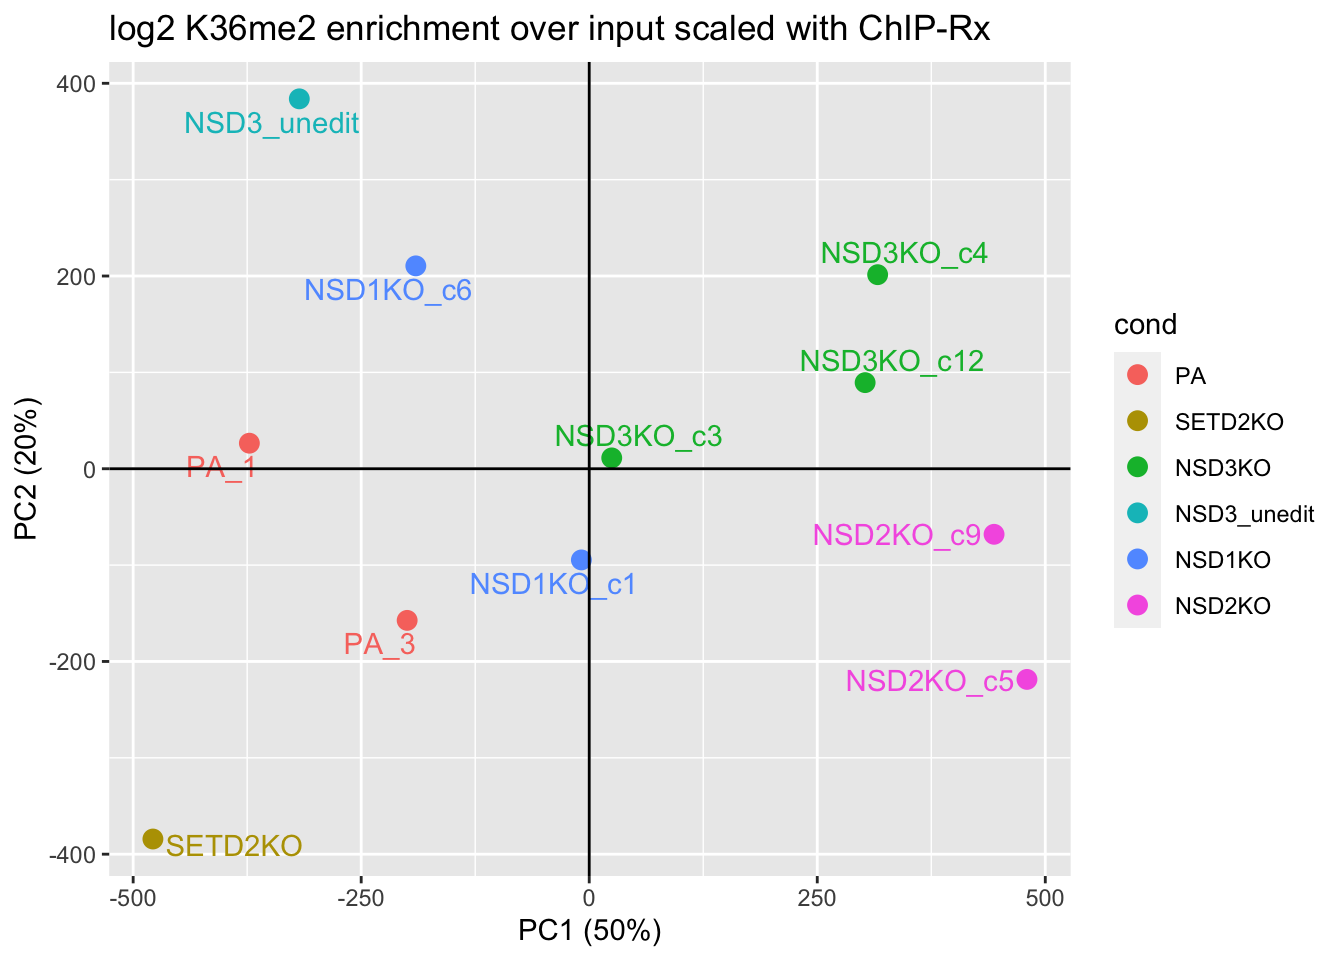 log2 K36me2 enrichment over input scaled with ChIP-Rx
400
200
0
-200
-400
PC2 (20%)
NSD3_unedit
NSD1KO_c6
NSD3KO_c4
NSD3KO_c12
NSD3KO_c3
PA_1
NSD2KO_c9
NSD1KO_c1
PA_3
NSD2KO_c5
SETD2KO
-500
-250
0
250
500
PC1 (50%)
cond
PA
SETD2KO
NSD3KO
NSD3_unedit
NSD1KO
NSD2KO